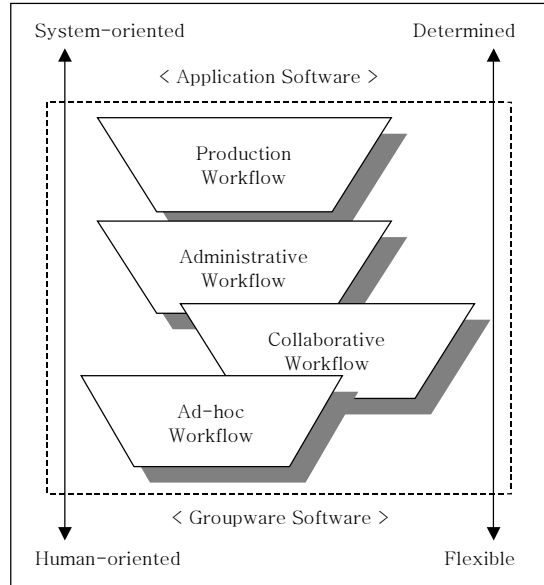 System-oriented
Determined
< Application Software >
Production
Workflow
Administrative
Workflow
Collaborative
Workflow
Ad-hoc
Workflow
< Groupware Software >
Human-oriented
Flexible